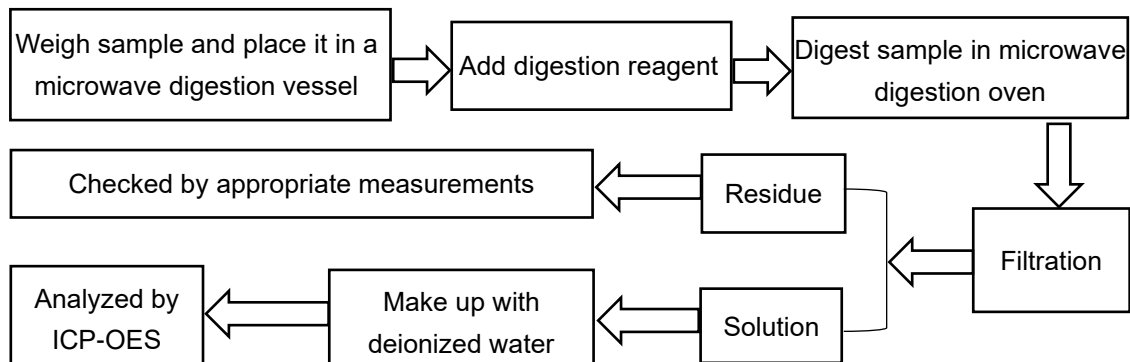 Weigh sample and place it in a
microwave digestion vessel
Add digestion reagent
Digest sample in microwave
digestion oven
Checked by appropriate measurements
Residue
Filtration
Analyzed by
ICP-OES
Make up with
deionized water
Solution